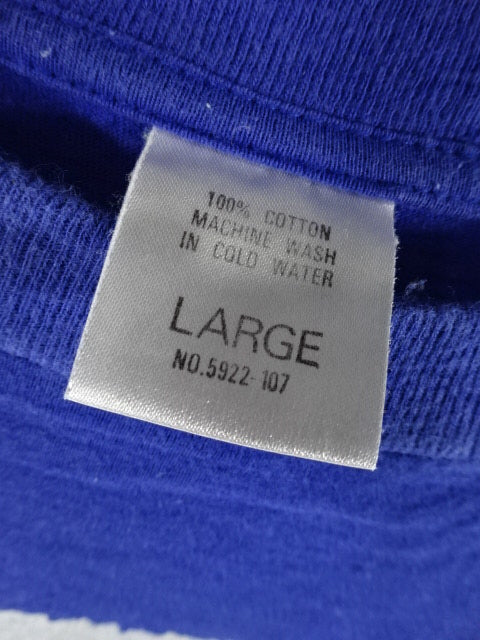 100% COTTON
MACHINE WASH
IN COLD WATER
LARGE
NO.5922-107